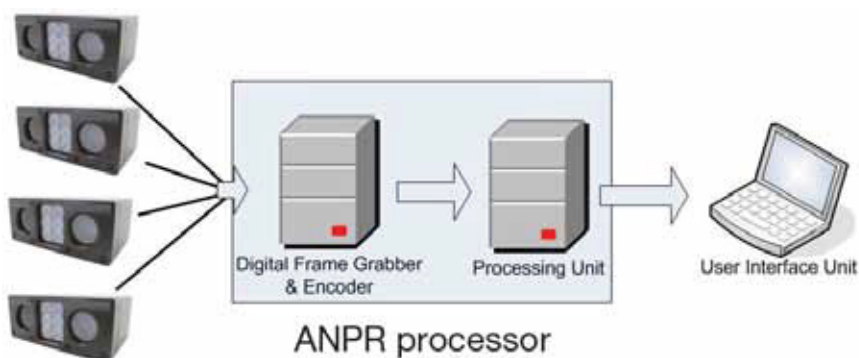 Digital Frame Grabber
& Encoder
Processing Unit
User Interface Unit
ANPR processor